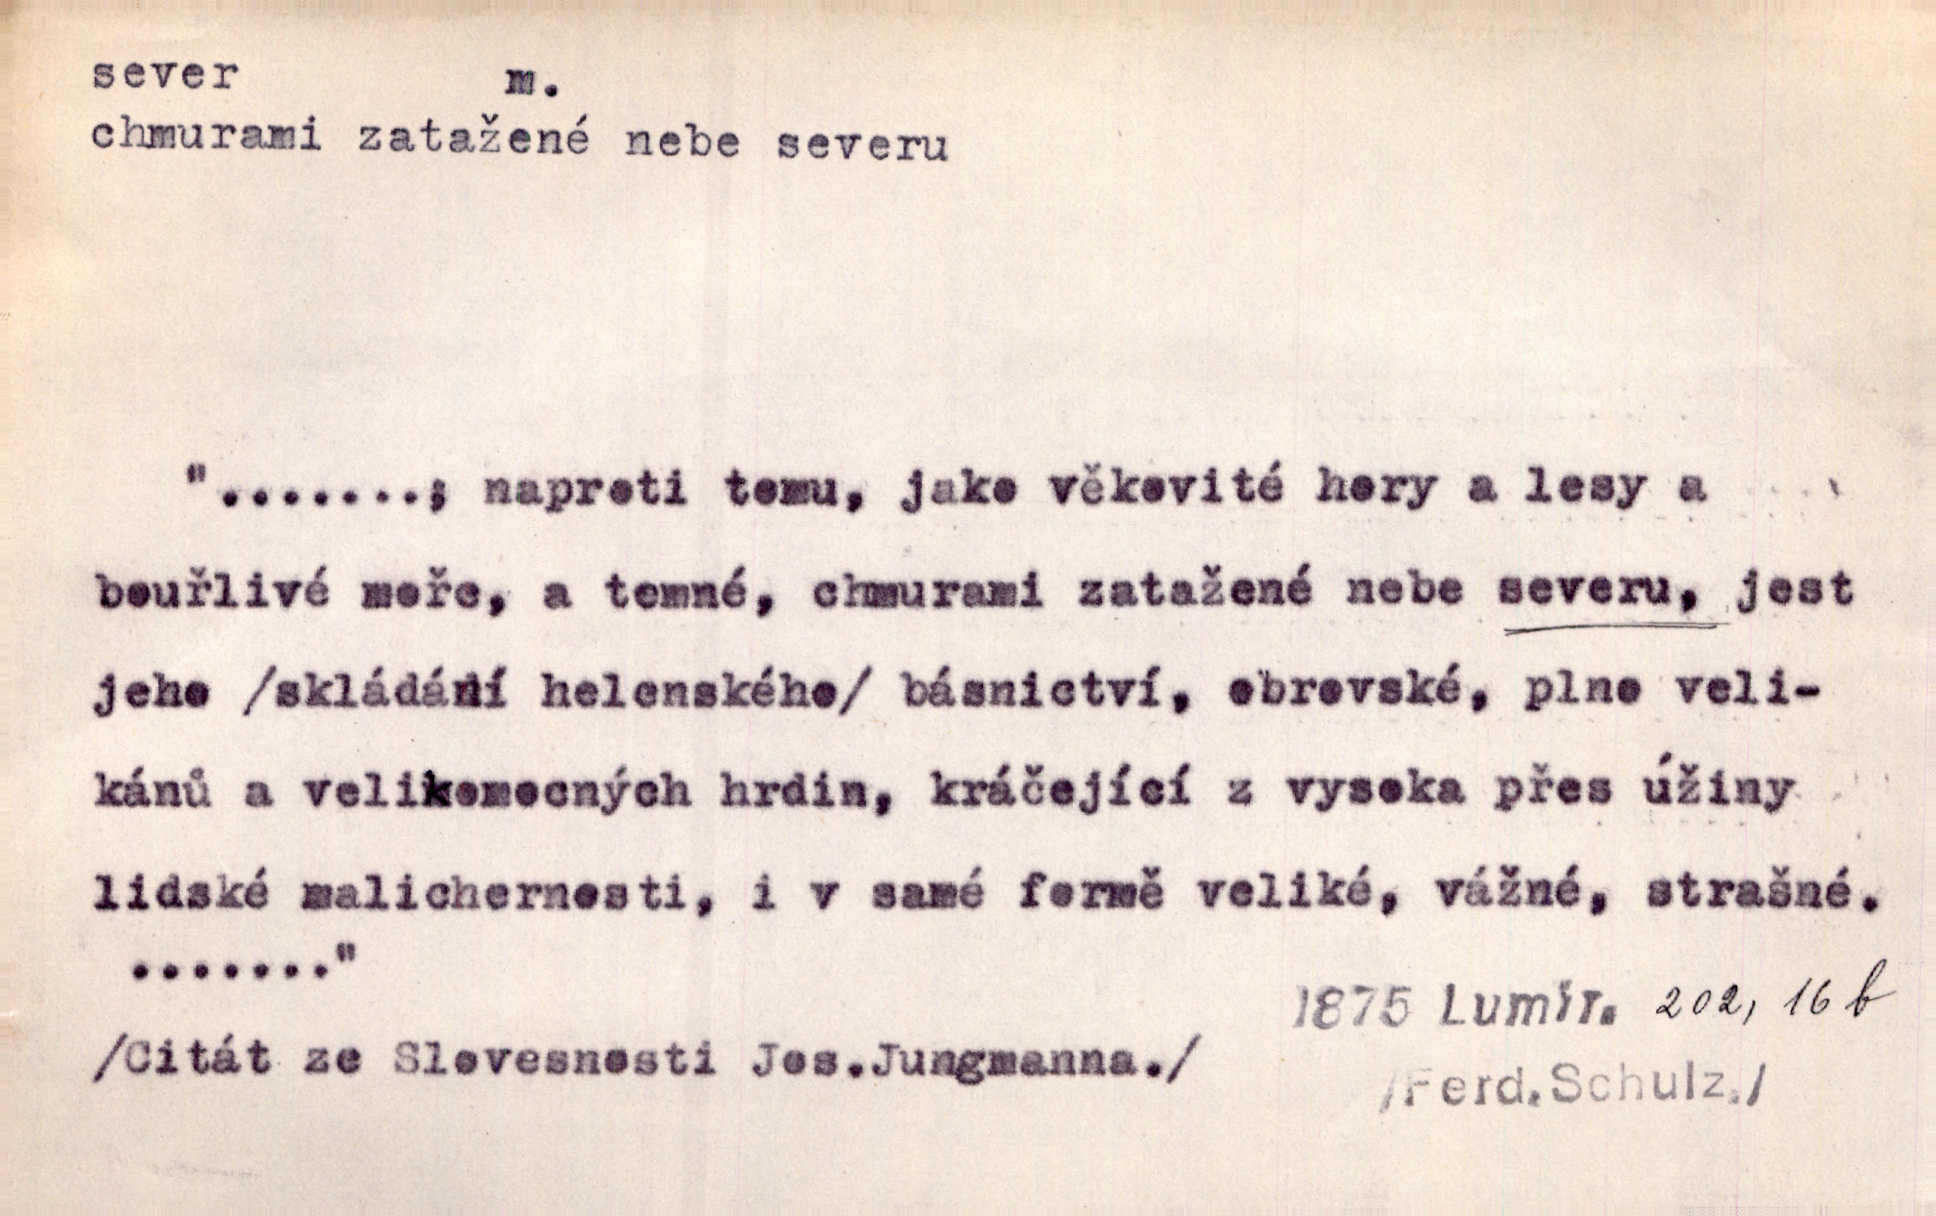 sever m.
chmurami zatažené nebe severu
".......; naproti tomu, jako věkovité hory a lesy a
bouřlivé moře, a temné, chmurami zatažené nebe severu, jest
jeho /skládání helenského/ básnictví, obrovské, plno veli-
kánů a velikomocných hrdin, kráčející z vysoka přes úžiny
lidské malichernosti, i v samé formě veliké, vážné, strašné.
......."
1875 Lumír. 202, 16 b
/Citát ze Slovesnosti Jos.Jungmanna./
/Ferd.Schulz./